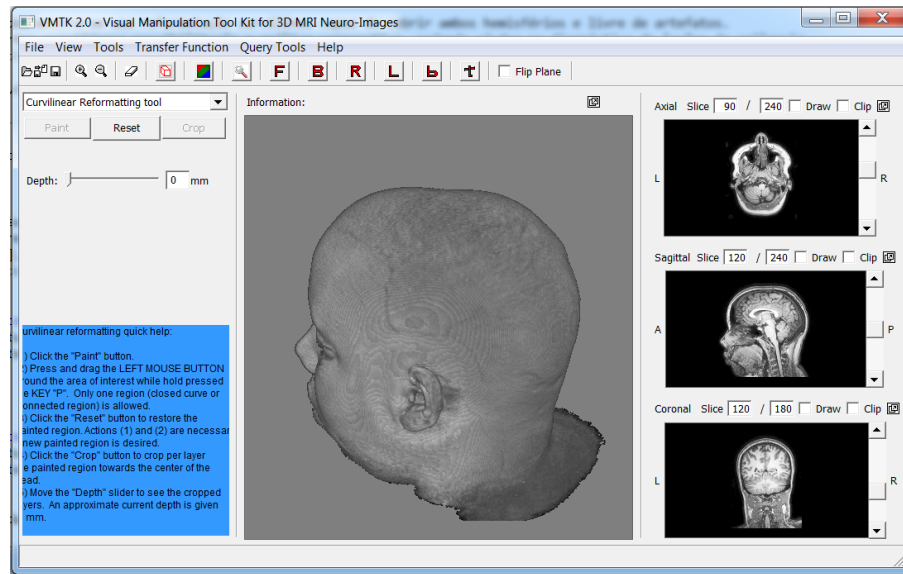 VMTK 2.0 - Visual Manipulation Tool Kit for 3D MRI Neuro-Images
brir ambos hemisférios e livre de artefatos.
File View Tools Transfer Function Query Tools Help
F B R L b t Flip Plane
Curvilinear Reformatting tool
Paint Reset Crop
Depth: 0 mm
urvilinear reformatting quick help:
) Click the "Paint" button.
2) Press and drag the LEFT MOUSE BUTTON
round the area of interest while hold pressed
e KEY "P". Only one region (closed curve or
onnected region) is allowed.
) Click the "Reset" button to restore the
ainted region. Actions (1) and (2) are necessar
new painted region is desired.
) Click the "Crop" button to crop per layer
e painted region towards the center of the
ead.
) Move the "Depth" slider to see the cropped
yers. An approximate current depth is given
mm.
Information:
Axial Slice 90 / 240 Draw Clip
L R
Sagittal Slice 120 / 240 Draw Clip
A P
Coronal Slice 120 / 180 Draw Clip
L R